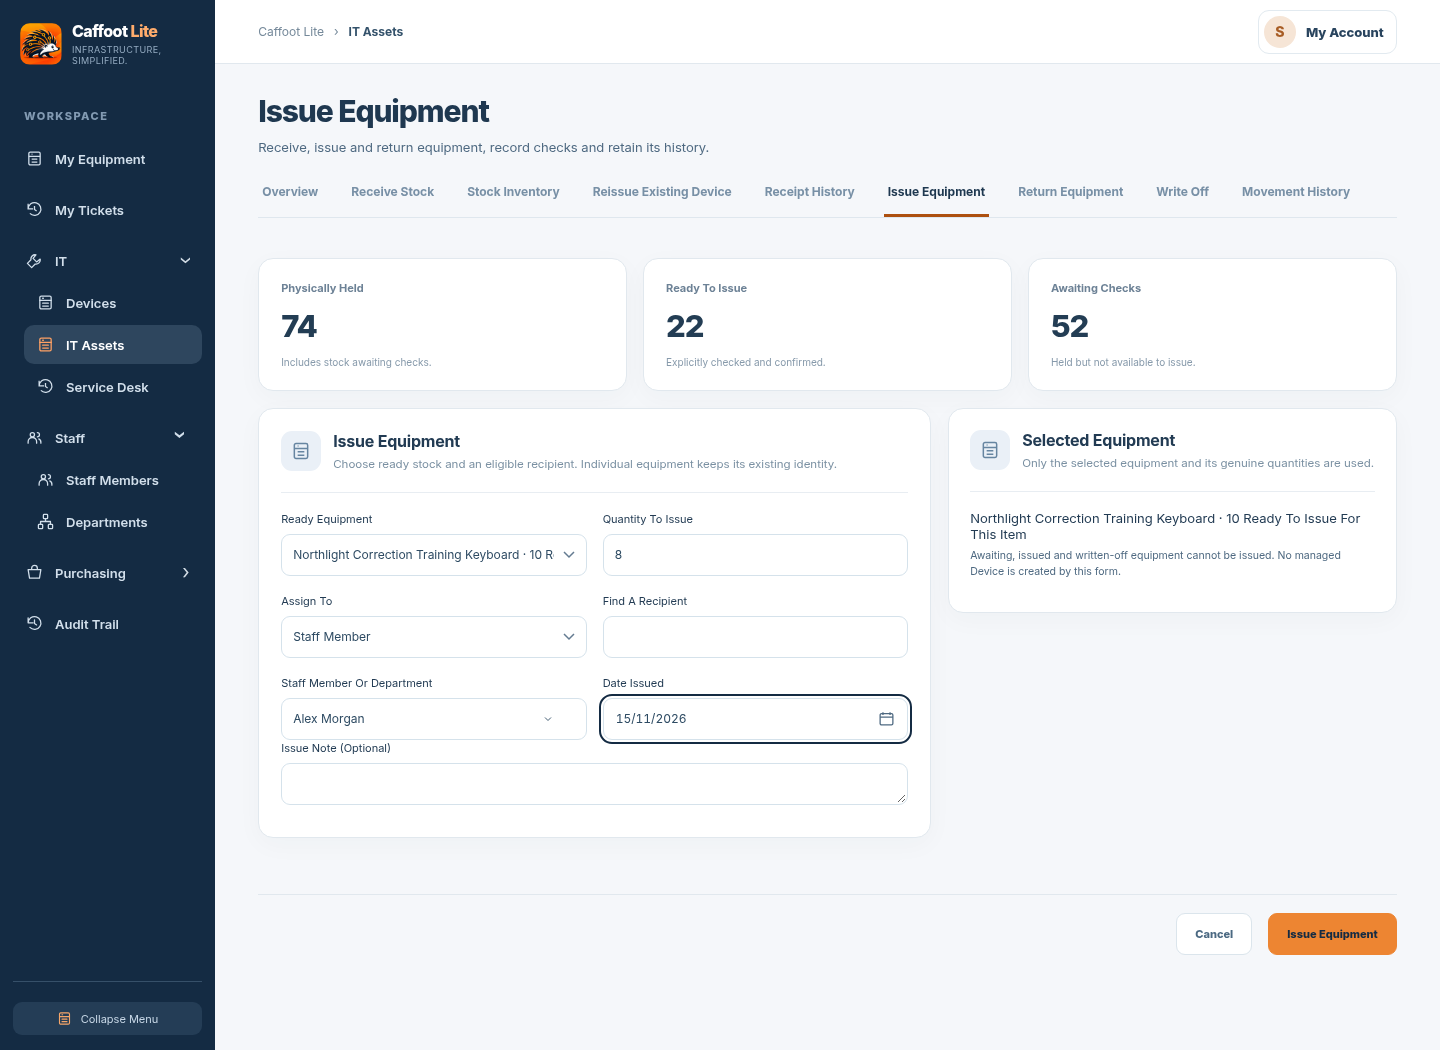 Caffoot Lite
INFRASTRUCTURE,
SIMPLIFIED.
WORKSPACE
My Equipment
My Tickets
IT
Devices
IT Assets
Service Desk
Staff
Staff Members
Departments
Purchasing
Audit Trail
Collapse Menu
Caffoot Lite › IT Assets
S My Account
Issue Equipment
Receive, issue and return equipment, record checks and retain its history.
Overview Receive Stock Stock Inventory Reissue Existing Device Receipt History Issue Equipment Return Equipment Write Off Movement History
Physically Held
74
Includes stock awaiting checks.
Ready To Issue
22
Explicitly checked and confirmed.
Awaiting Checks
52
Held but not available to issue.
Issue Equipment
Choose ready stock and an eligible recipient. Individual equipment keeps its existing identity.
Ready Equipment
Northlight Correction Training Keyboard · 10 R
Quantity To Issue
8
Assign To
Staff Member
Find A Recipient
Staff Member Or Department
Alex Morgan
Date Issued
15/11/2026
Issue Note (Optional)
Selected Equipment
Only the selected equipment and its genuine quantities are used.
Northlight Correction Training Keyboard · 10 Ready To Issue For
This Item
Awaiting, issued and written-off equipment cannot be issued. No managed
Device is created by this form.
Cancel
Issue Equipment